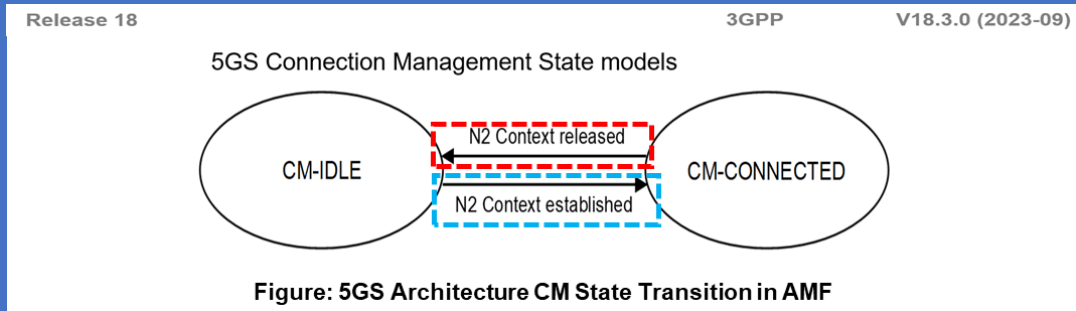 Release 18 3GPP V18.3.0 (2023-09)
5GS Connection Management State models
N2 Context released
CM-IDLE CM-CONNECTED
N2 Context established
Figure: 5GS Architecture CM State Transition in AMF